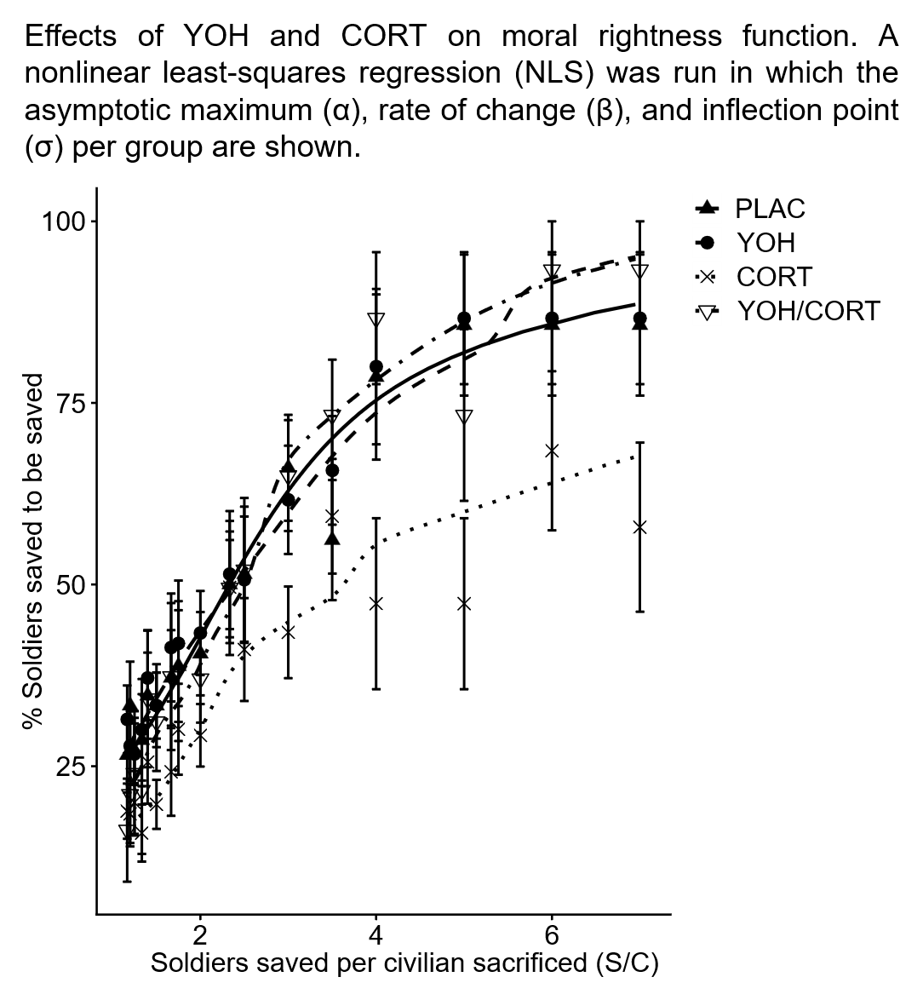 Effects of YOH and CORT on moral rightness function. A
nonlinear least-squares regression (NLS) was run in which the
asymptotic maximum (α), rate of change (β), and inflection point
(σ) per group are shown.
PLAC
YOH
CORT
YOH/CORT
100
75
50
25
% Soldiers saved to be saved
2 4 6
Soldiers saved per civilian sacrificed (S/C)